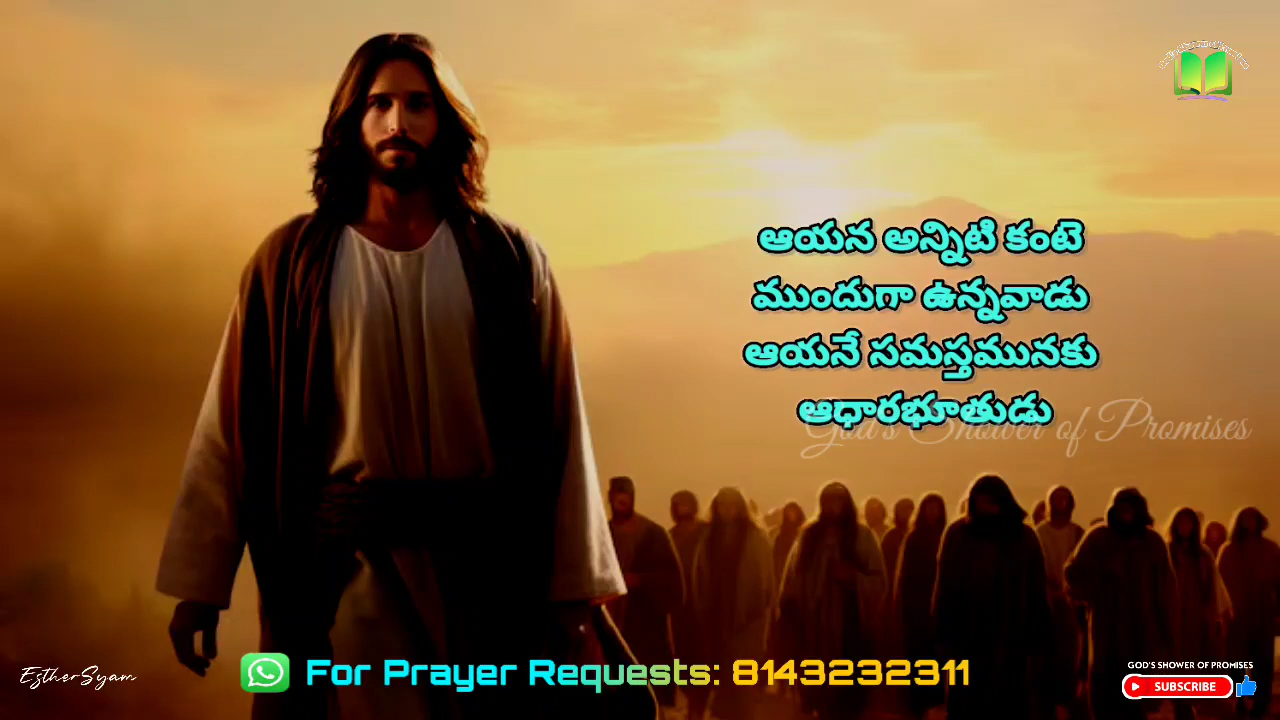 ఆయన అన్నిటి కంటె
ముందుగా ఉన్నవాడు
ఆయనే సమస్తమునకు
ఆధారభూతుడు
God's Shower of Promises
For Prayer Requests: 8143232311
EstherSyam
GOD'S SHOWER OF PROMISES
SUBSCRIBE